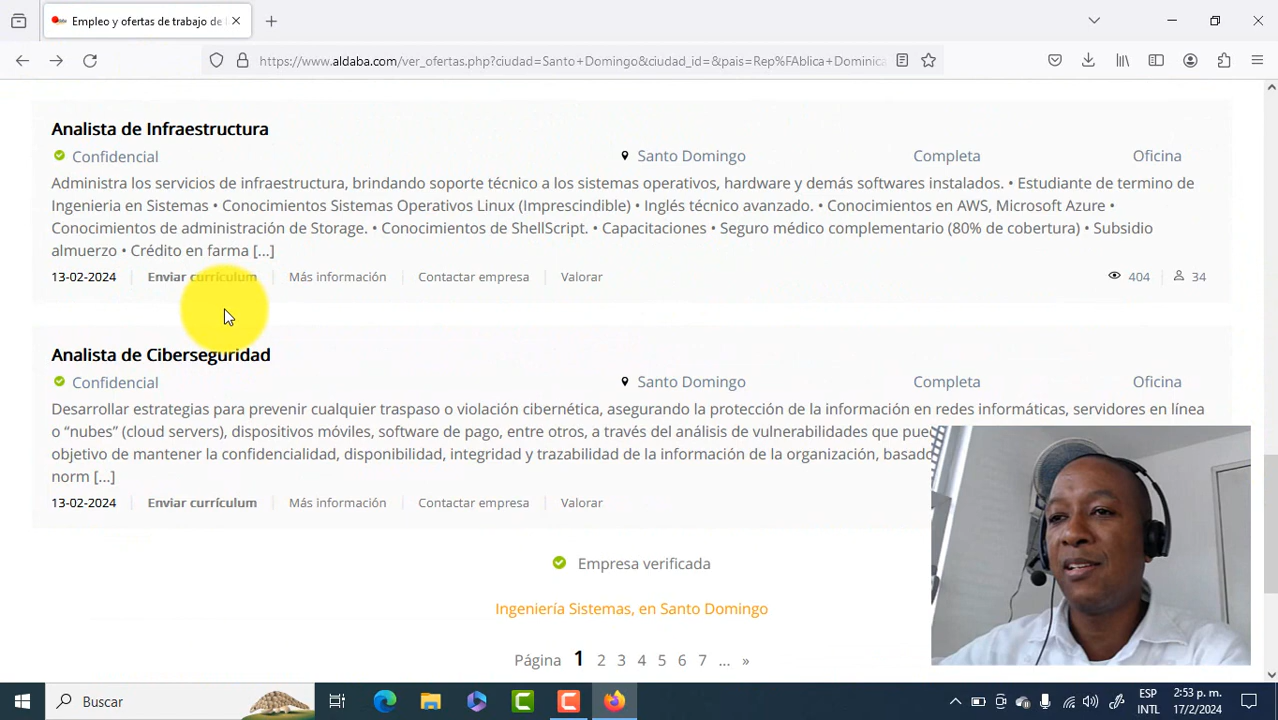 Empleo y ofertas de trabajo de
https://www.aldaba.com/ver_ofertas.php?ciudad=Santo+Domingo&ciudad_id=&pais=Rep%FAblica+Dominica
Analista de Infraestructura
Confidencial Santo Domingo Completa Oficina
Administra los servicios de infraestructura, brindando soporte técnico a los sistemas operativos, hardware y demás softwares instalados. • Estudiante de termino de
Ingenieria en Sistemas • Conocimientos Sistemas Operativos Linux (Imprescindible) • Inglés técnico avanzado. • Conocimientos en AWS, Microsoft Azure •
Conocimientos de administración de Storage. • Conocimientos de ShellScript. • Capacitaciones • Seguro médico complementario (80% de cobertura) • Subsidio
almuerzo • Crédito en farma [...]
13-02-2024 Enviar currículum Más información Contactar empresa Valorar 404 34
Analista de Ciberseguridad
Confidencial Santo Domingo Completa Oficina
Desarrollar estrategias para prevenir cualquier traspaso o violación cibernética, asegurando la protección de la información en redes informáticas, servidores en línea
o “nubes” (cloud servers), dispositivos móviles, software de pago, entre otros, a través del análisis de vulnerabilidades que
objetivo de mantener la confidencialidad, disponibilidad, integridad y trazabilidad de la información de la organización,
norm [...]
13-02-2024 Enviar currículum Más información Contactar empresa Valorar
Empresa verificada
Ingeniería Sistemas, en Santo Domingo
Página 1 2 3 4 5 6 7 ... »
Buscar
ESP
INTL
2:53 p. m.
17/2/2024